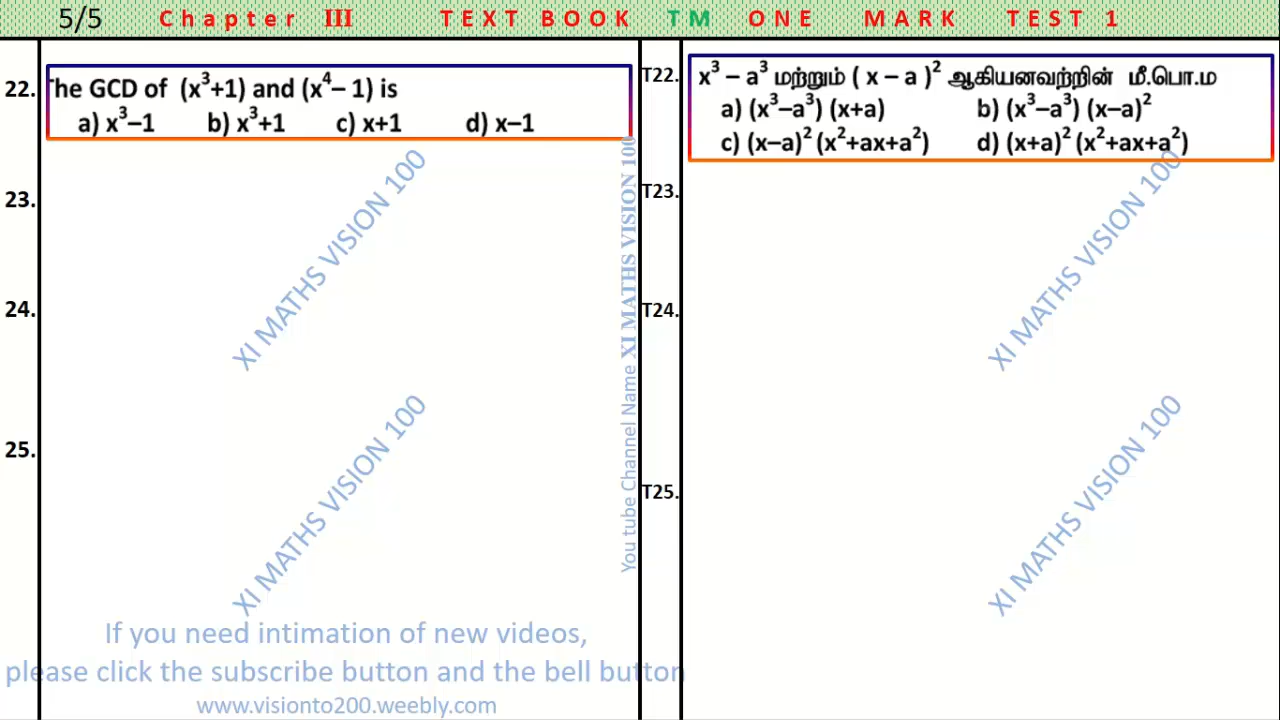 5/5 Chapter III TEXT BOOK TM ONE MARK TEST 1
22. The GCD of (x³+1) and (x⁴– 1) is
a) x³–1 b) x³+1 c) x+1 d) x–1
23.
24.
25.
XI MATHS VISION 100
XI MATHS VISION 100
If you need intimation of new videos,
please click the subscribe button and the bell button
www.visionto200.weebly.com
You tube Channel Name XI MATHS VISION 100
T22. x³ – a³ மற்றும் ( x – a )² ஆகியனவற்றின் மீ.பொ.ம
a) (x³–a³) (x+a) b) (x³–a³) (x–a)²
c) (x–a)² (x²+ax+a²) d) (x+a)² (x²+ax+a²)
T23.
T24.
T25.
XI MATHS VISION 100
XI MATHS VISION 100